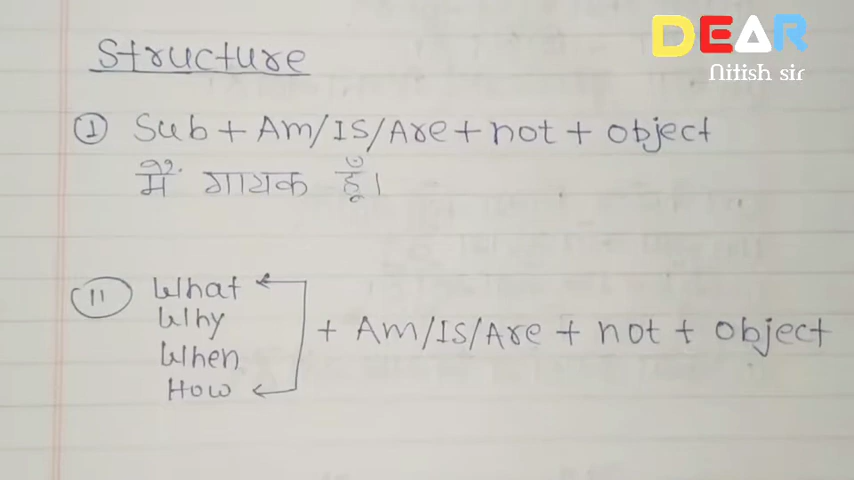 DEAR
Nitish sir
Structure
① Sub + Am/IS/Are + not + object
मैं गायक हूँ।
⑪ What
Why
When
How
+ Am/IS/Are + not + object